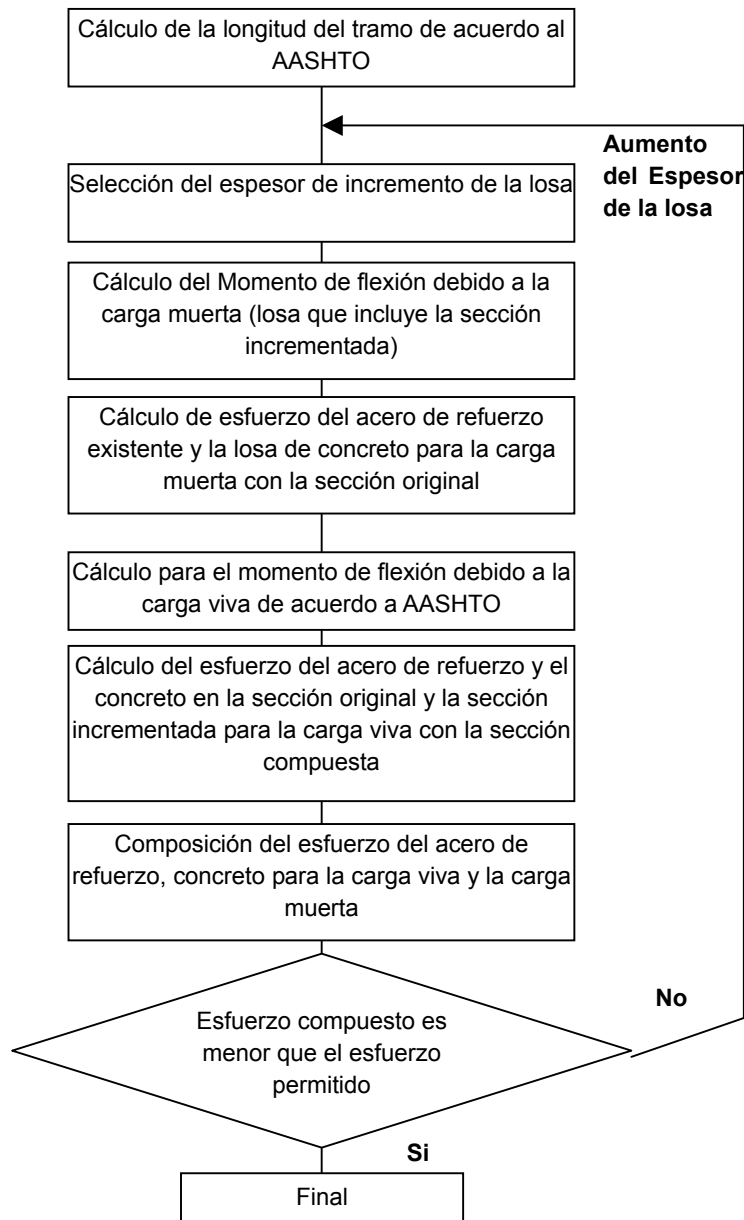 Cálculo de la longitud del tramo de acuerdo al
AASHTO
Aumento
del Espesor
de la losa
Selección del espesor de incremento de la losa
Cálculo del Momento de flexión debido a la
carga muerta (losa que incluye la sección
incrementada)
Cálculo de esfuerzo del acero de refuerzo
existente y la losa de concreto para la carga
muerta con la sección original
Cálculo para el momento de flexión debido a la
carga viva de acuerdo a AASHTO
Cálculo del esfuerzo del acero de refuerzo y el
concreto en la sección original y la sección
incrementada para la carga viva con la sección
compuesta
Composición del esfuerzo del acero de
refuerzo, concreto para la carga viva y la carga
muerta
No
Esfuerzo compuesto es
menor que el esfuerzo
permitido
Si
Final